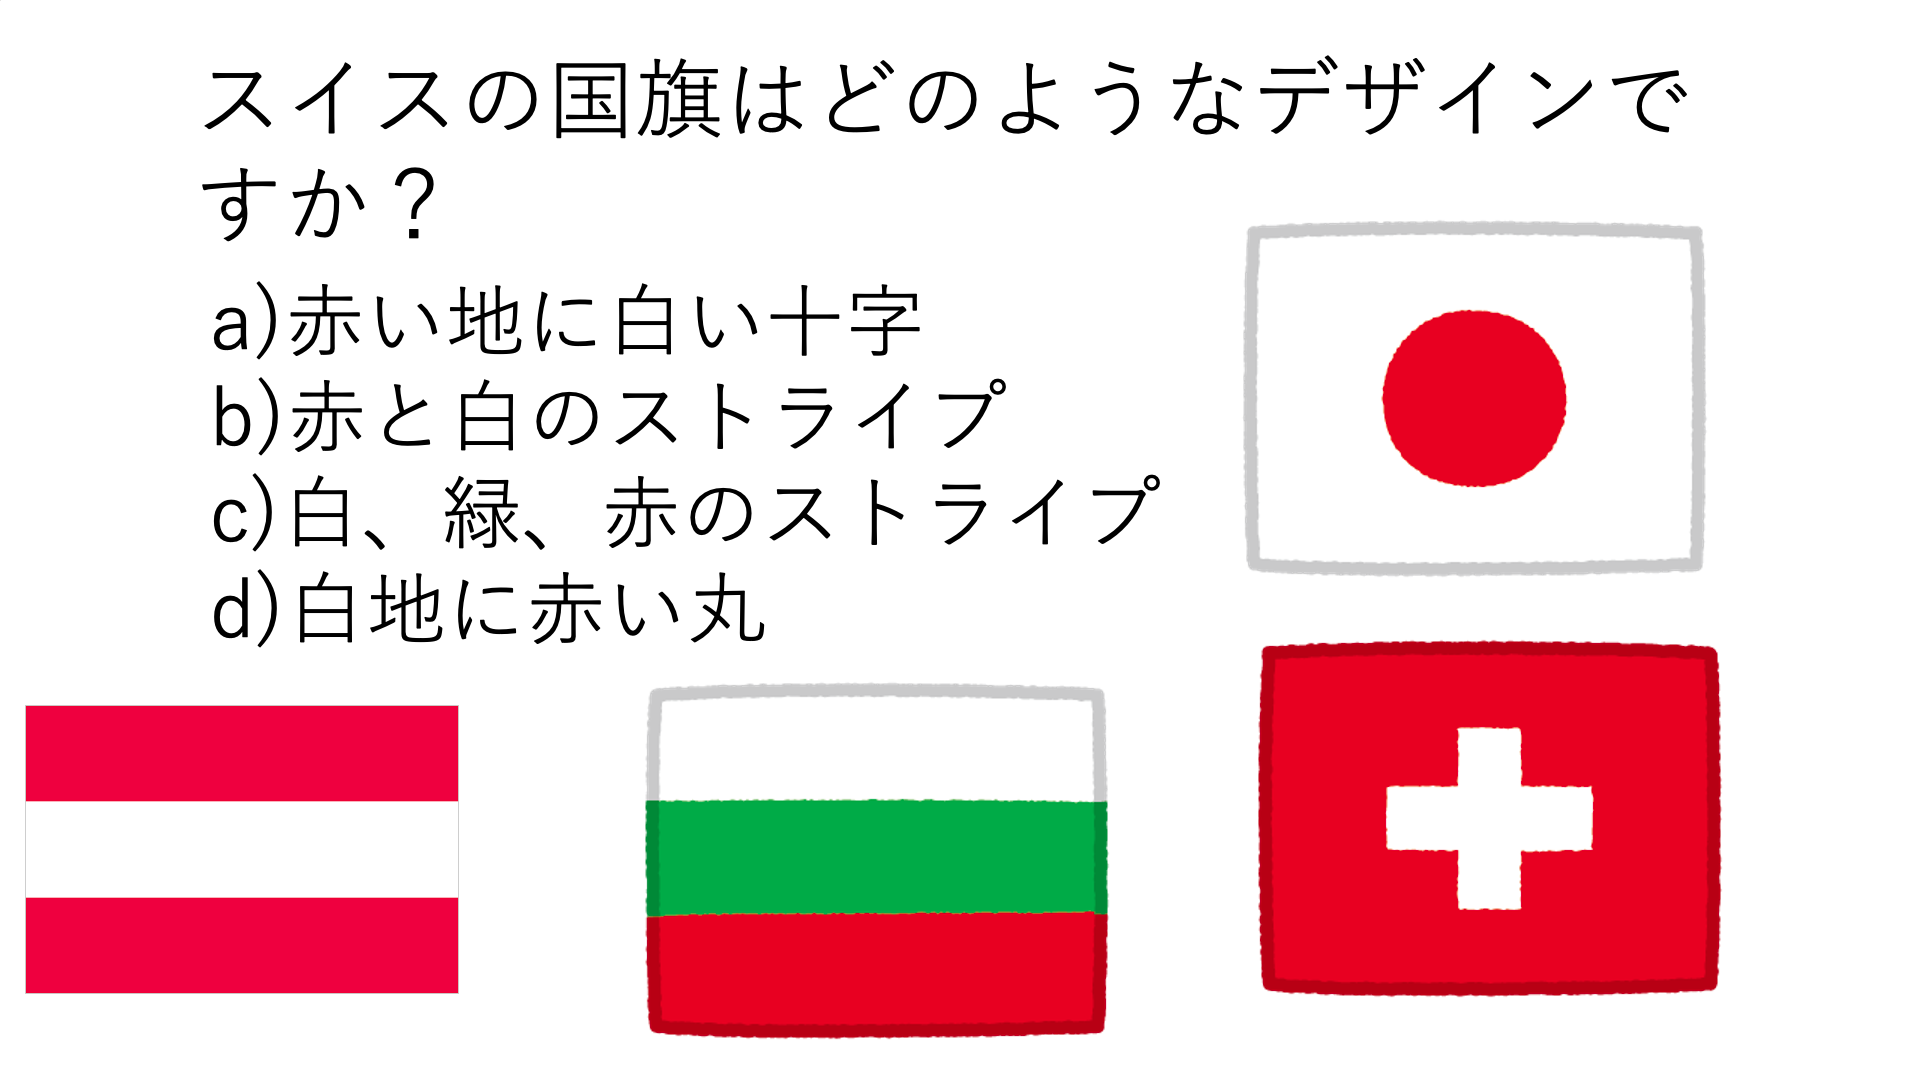 スイスの国旗はどのようなデザインで
すか？
a)赤い地に白い十字
b)赤と白のストライプ
c)白、緑、赤のストライプ
d)白地に赤い丸